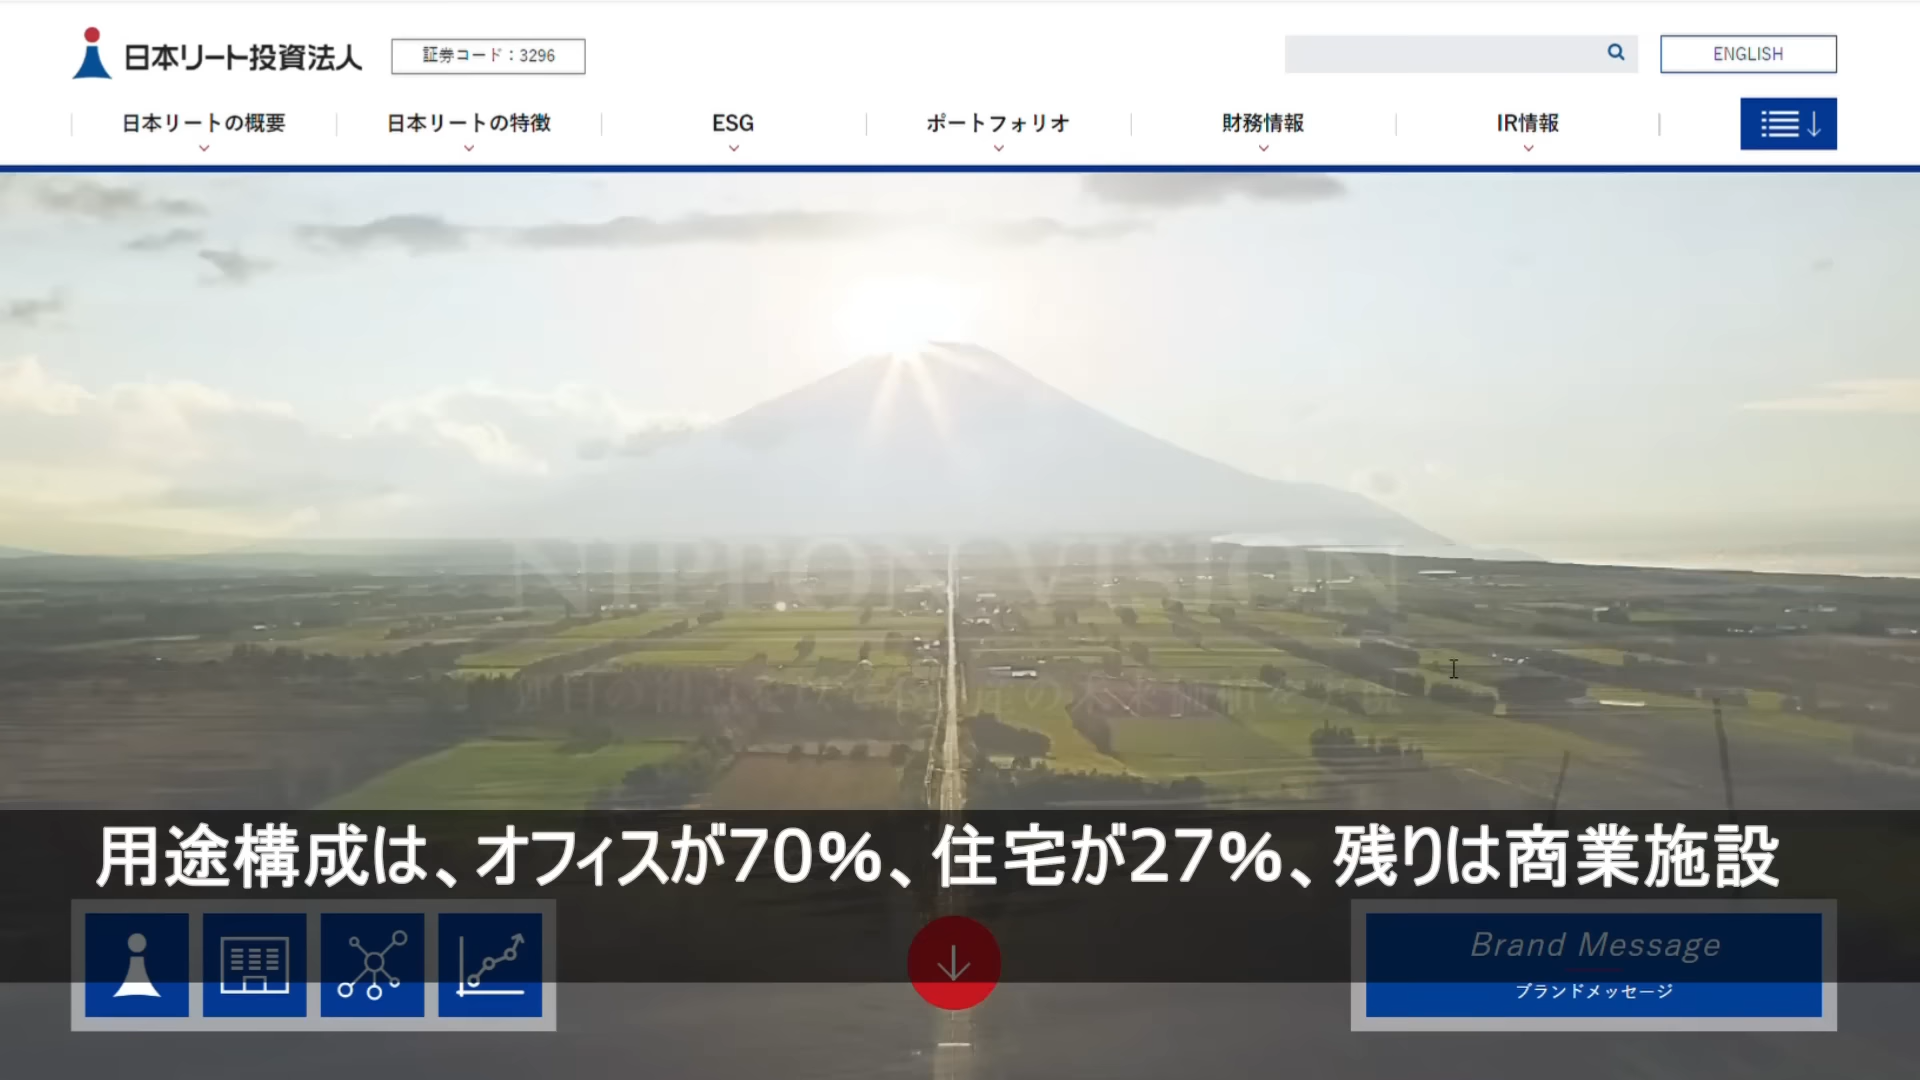 日本リート投資法人
証券コード：3296
ENGLISH
日本リートの概要
日本リートの特徴
ESG
ポートフォリオ
財務情報
IR情報
NIPPON VISION
用途構成は、オフィスが70%、住宅が27%、残りは商業施設
Brand Message
ブランドメッセージ